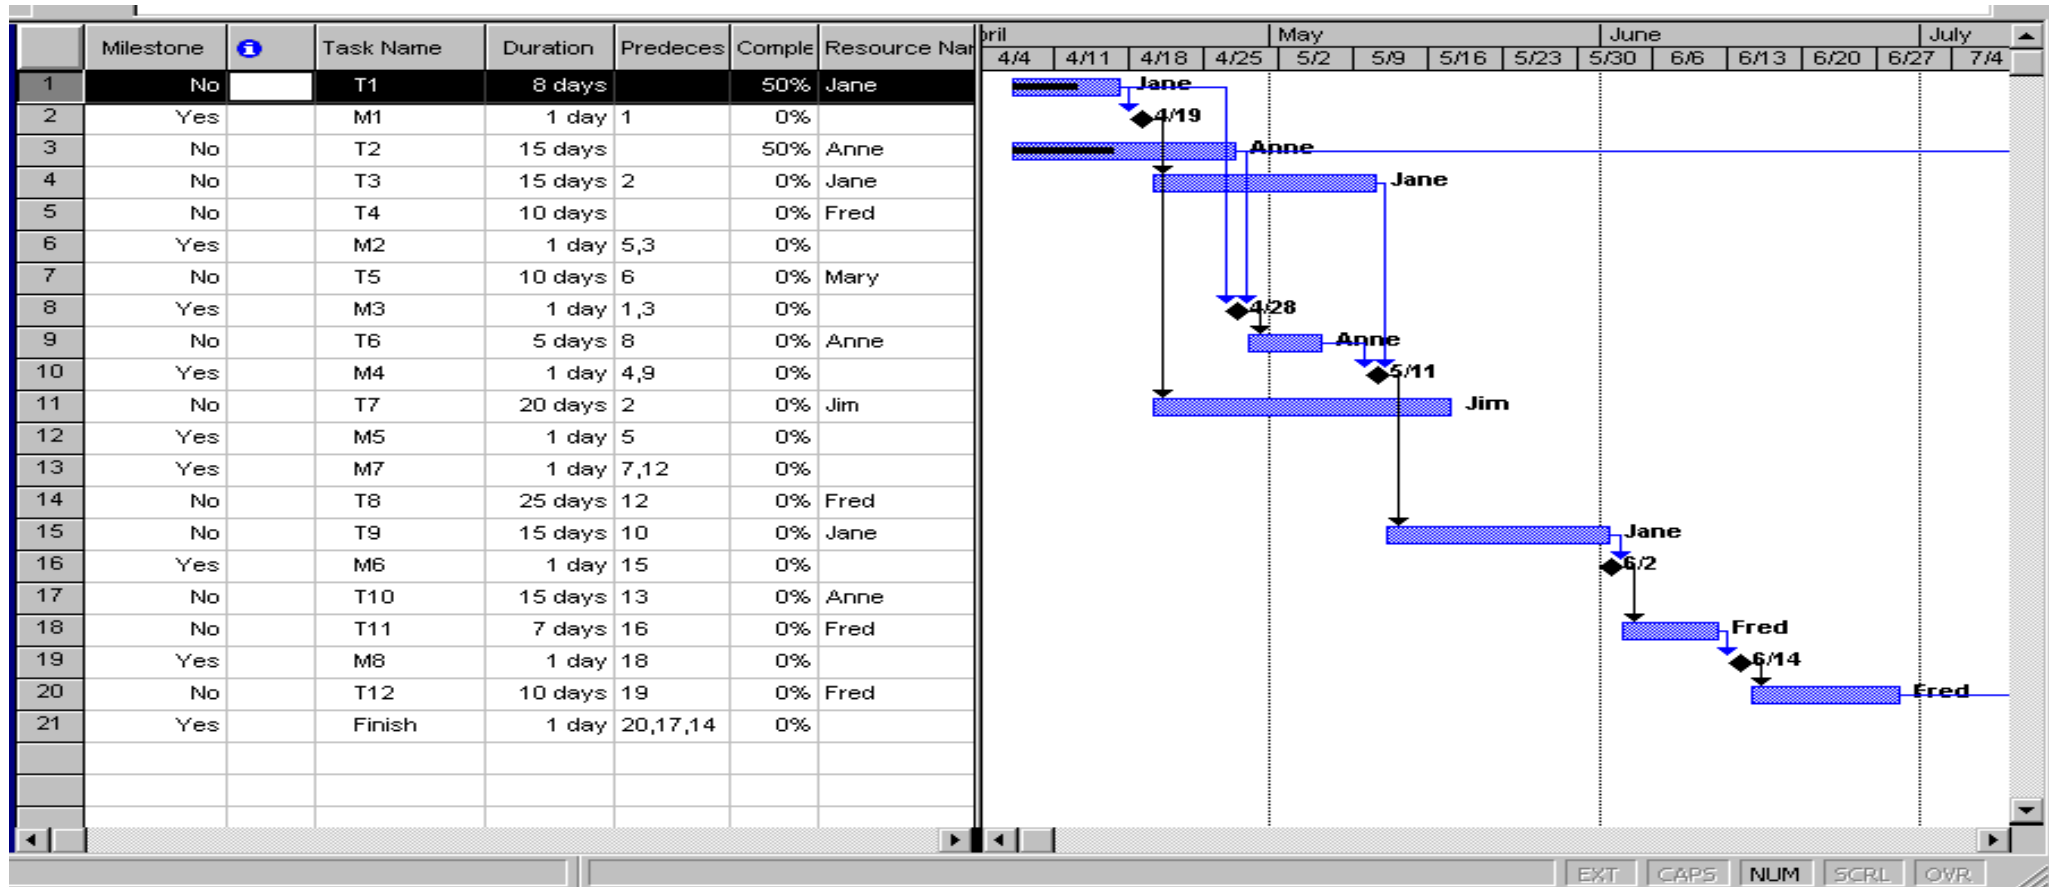 Milestone Task Name Duration Predeces Comple Resource Nar
pril May June July
4/4 4/11 4/18 4/25 5/2 5/9 5/16 5/23 5/30 6/6 6/13 6/20 6/27 7/4
1 No T1 8 days 50% Jane Jane
2 Yes M1 1 day 1 0% 4/19
3 No T2 15 days 50% Anne Anne
4 No T3 15 days 2 0% Jane Jane
5 No T4 10 days 0% Fred
6 Yes M2 1 day 5,3 0%
7 No T5 10 days 6 0% Mary
8 Yes M3 1 day 1,3 0% 4/28
9 No T6 5 days 8 0% Anne Anne
10 Yes M4 1 day 4,9 0% 5/11
11 No T7 20 days 2 0% Jim Jim
12 Yes M5 1 day 5 0%
13 Yes M7 1 day 7,12 0%
14 No T8 25 days 12 0% Fred
15 No T9 15 days 10 0% Jane Jane
16 Yes M6 1 day 15 0% 6/2
17 No T10 15 days 13 0% Anne
18 No T11 7 days 16 0% Fred Fred
19 Yes M8 1 day 18 0% 6/14
20 No T12 10 days 19 0% Fred Fred
21 Yes Finish 1 day 20,17,14 0%
EXT CAPS NUM SCRL OVR